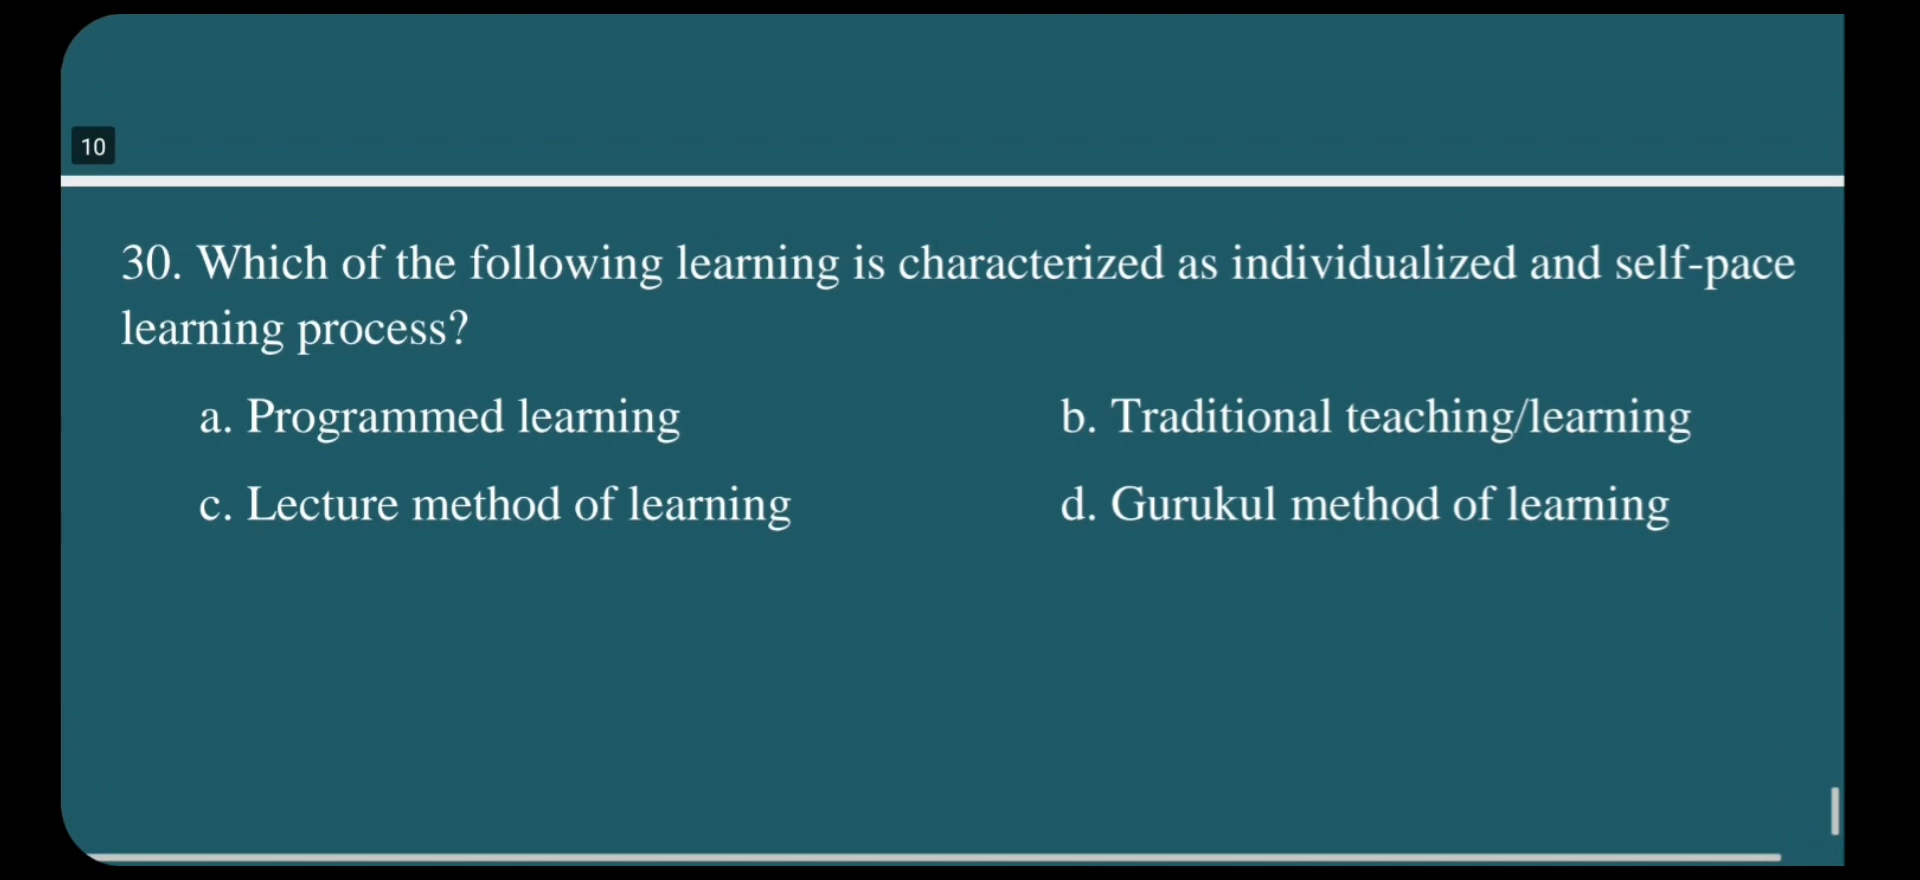 10
30. Which of the following learning is characterized as individualized and self-pace
learning process?
a. Programmed learning
b. Traditional teaching/learning
c. Lecture method of learning
d. Gurukul method of learning